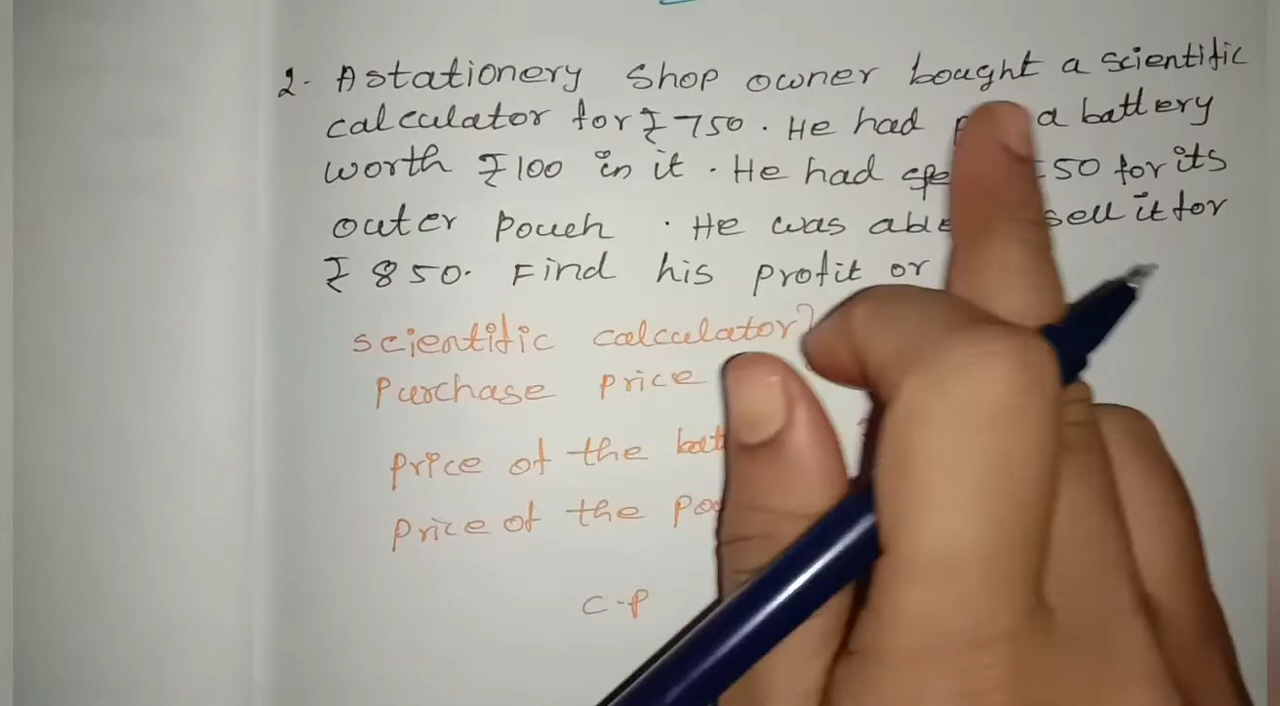 2. A stationery shop owner bought a scientific
calculator for ₹750. He had a battery
worth ₹100 in it. He had 50 for its
outer pouch. He was sell it for
₹850. Find his profit or
scientific calculator
purchase price
price of the
price of the
C.P